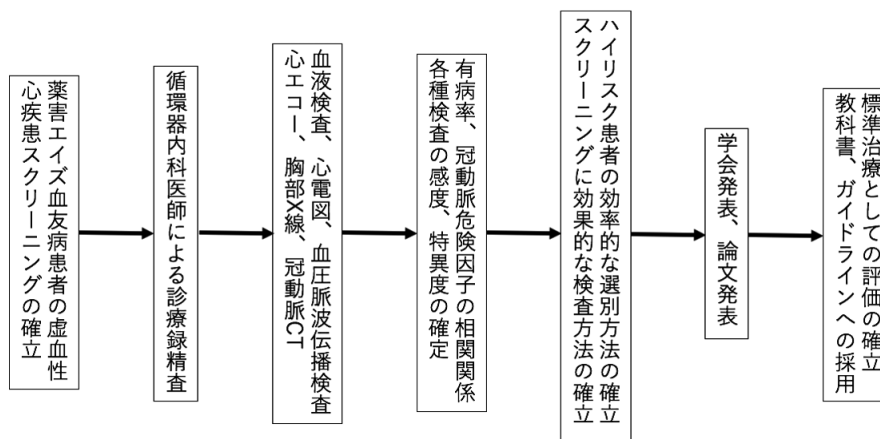 薬害エイズ血友病患者の虚血性
心疾患スクリーニングの確立
循環器内科医師による診療録精査
血液検査、心電図、血圧脈波伝播検査
心エコー、胸部X線、冠動脈CT
有病率、冠動脈危険因子の相関関係
各種検査の感度、特異度の確定
ハイリスク患者の効率的な選別方法の確立
スクリーニングに効果的な検査方法の確立
学会発表、論文発表
標準治療としての評価の確立
教科書、ガイドラインへの採用